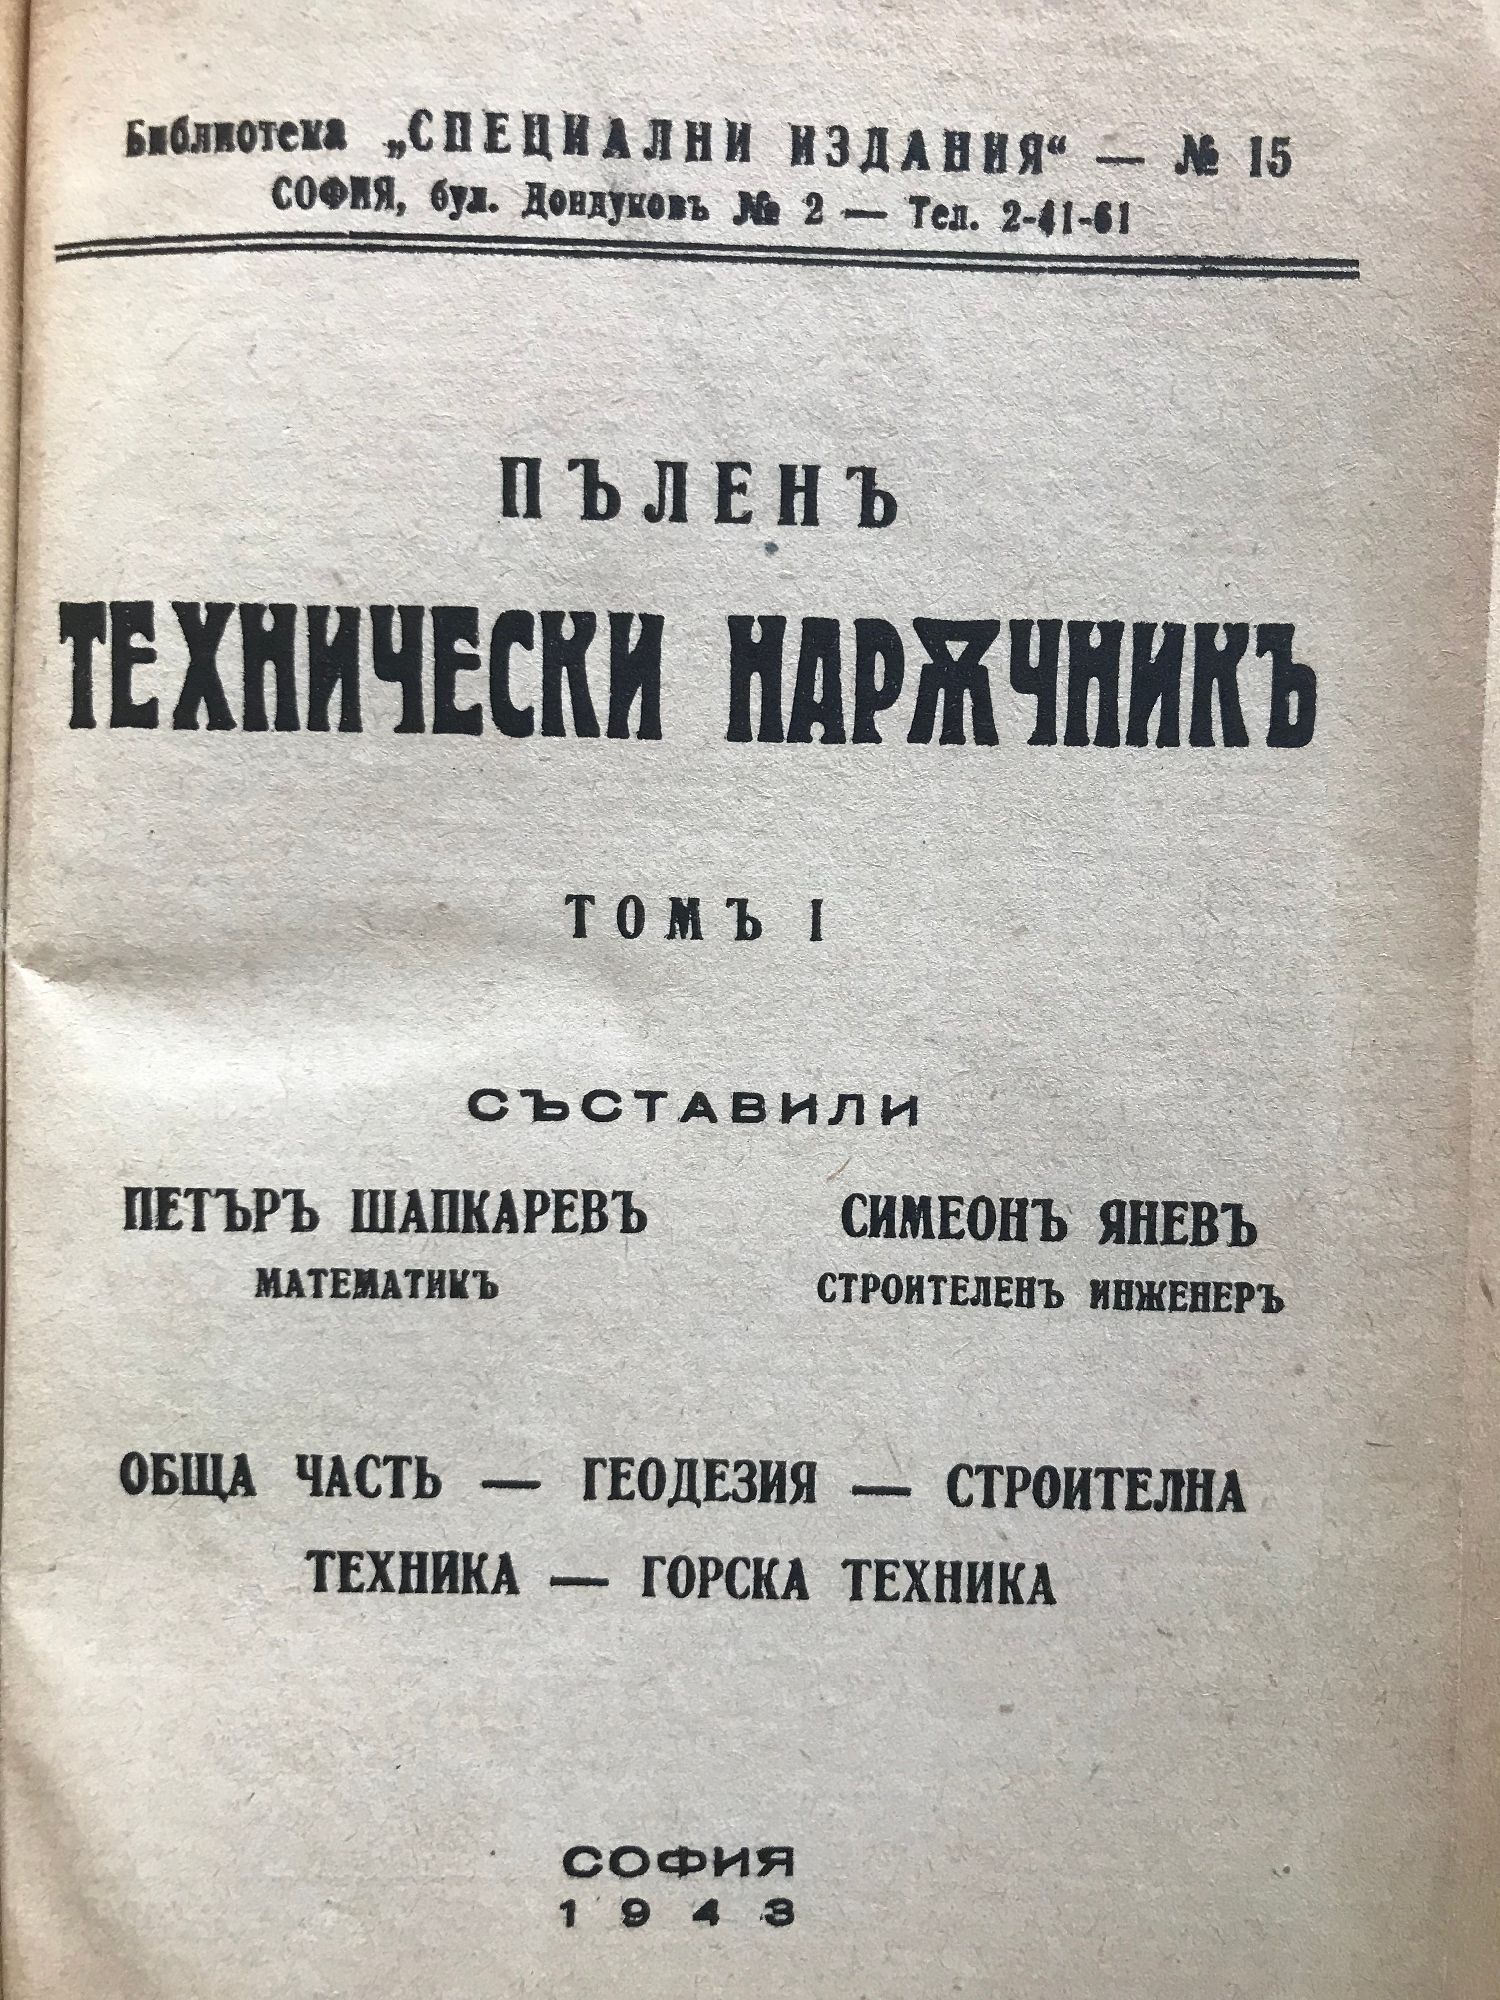 Библиотека „СПЕЦИАЛНИ ИЗДАНИЯ“ — № 15
СОФИЯ, бул. Дондуковъ № 2 — Тел. 2-41-61
ПЪЛЕНЪ
ТЕХНИЧЕСКИ НАРѪЧНИКЪ
ТОМЪ I
СЪСТАВИЛИ
ПЕТЪРЪ ШАПКАРЕВЪ
МАТЕМАТИКЪ
СИМЕОНЪ ЯНЕВЪ
СТРОИТЕЛЕНЪ ИНЖЕНЕРЪ
ОБЩА ЧАСТЬ — ГЕОДЕЗИЯ — СТРОИТЕЛНА
ТЕХНИКА — ГОРСКА ТЕХНИКА
СОФИЯ
1943